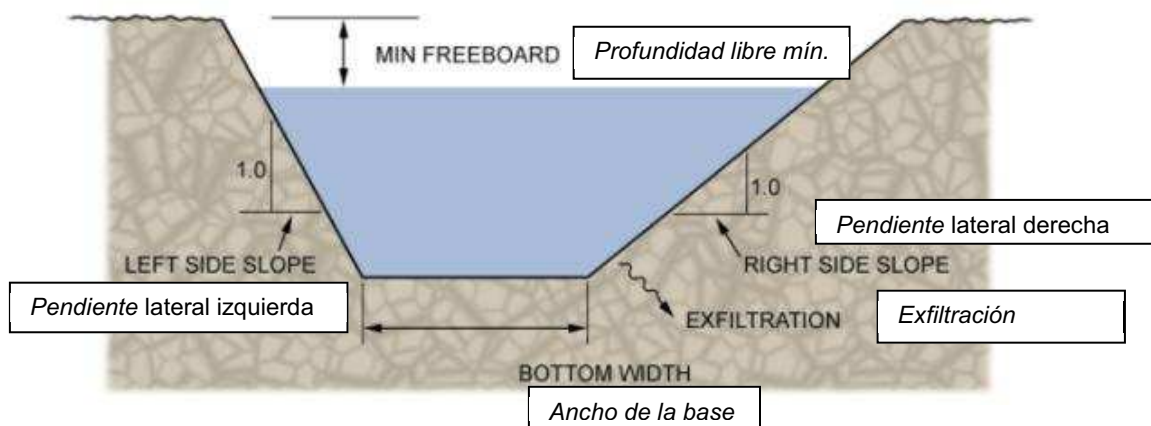 MIN FREEBOARD
Profundidad libre mín.
1.0
1.0
LEFT SIDE SLOPE
Pendiente lateral izquierda
RIGHT SIDE SLOPE
Pendiente lateral derecha
EXFILTRATION
Exfiltración
BOTTOM WIDTH
Ancho de la base